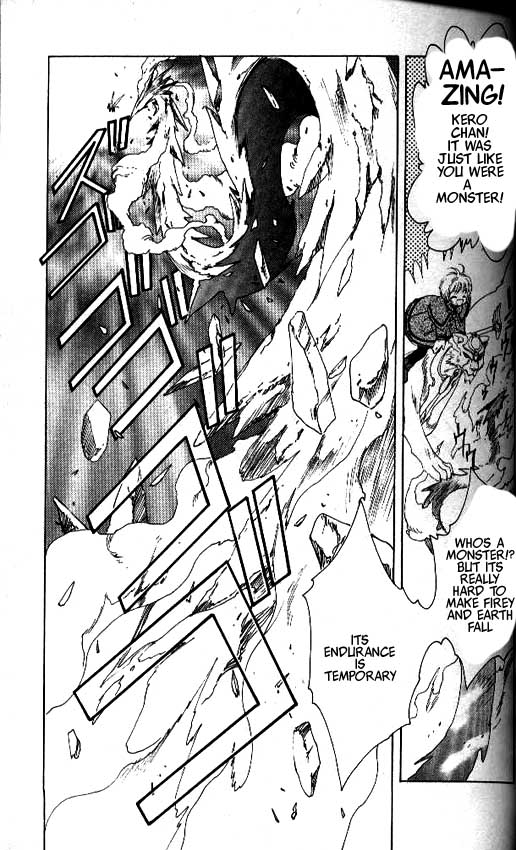 AMA-
ZING!
KERO
CHAN!
IT WAS
JUST LIKE
YOU WERE
A
MONSTER!
WHOS A
MONSTER!?
BUT ITS
REALLY
HARD TO
MAKE FIREY
AND EARTH
FALL
ITS
ENDURANCE
IS
TEMPORARY